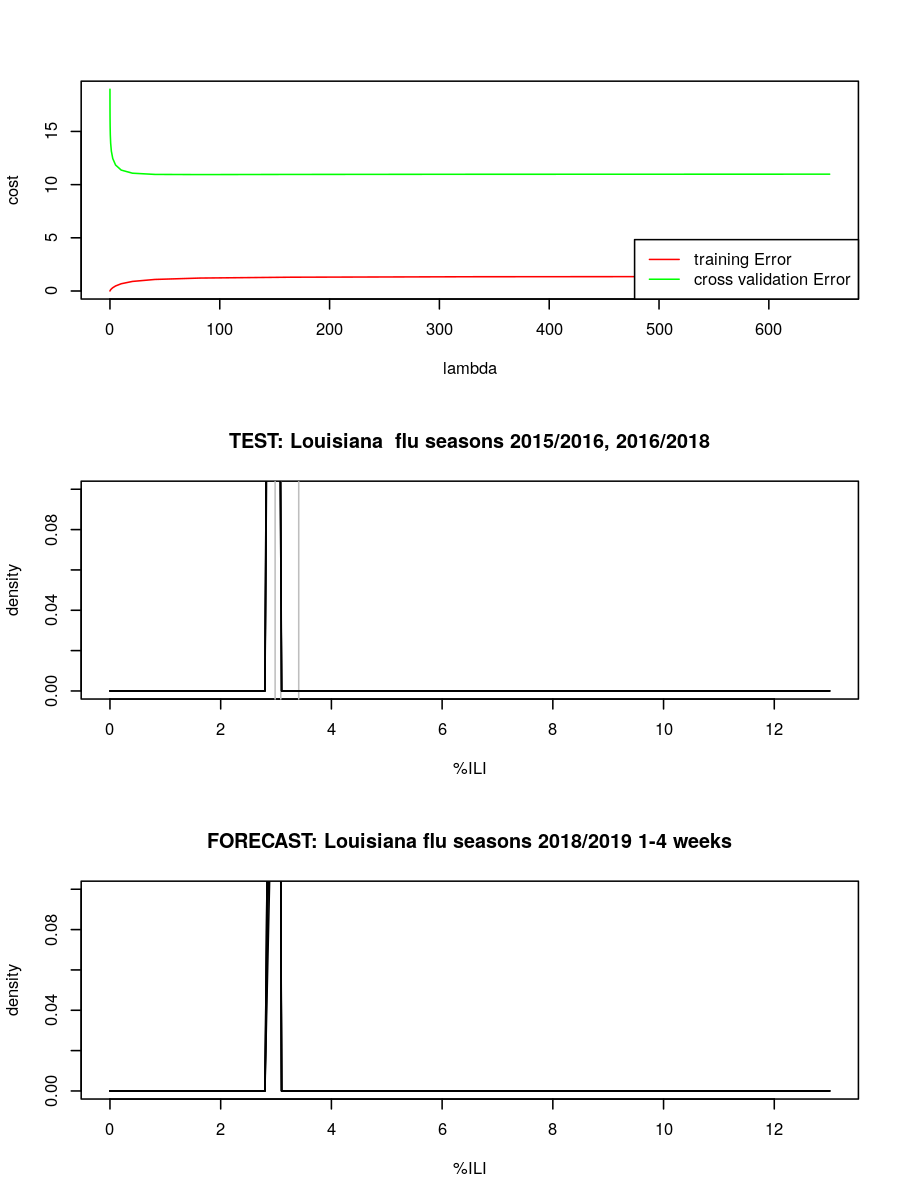 cost
15
10
5
0
training Error
cross validation Error
0 100 200 300 400 500 600
lambda
TEST: Louisiana  flu seasons 2015/2016, 2016/2018
density
0.08
0.04
0.00
0 2 4 6 8 10 12
%ILI
FORECAST: Louisiana flu seasons 2018/2019 1-4 weeks
density
0.08
0.04
0.00
0 2 4 6 8 10 12
%ILI